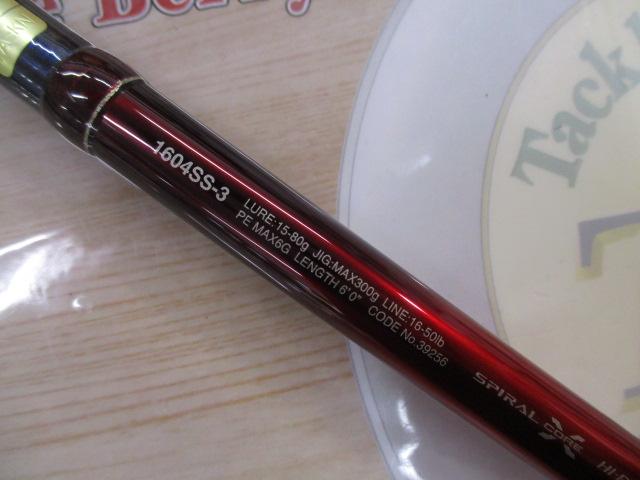 1604SS-3
LURE:15-80g JIG:MAX300g LINE:16-50lb
PE MAX6G LENGTH 6'0" CODE No.39256
SPIRAL X CORE
Tack